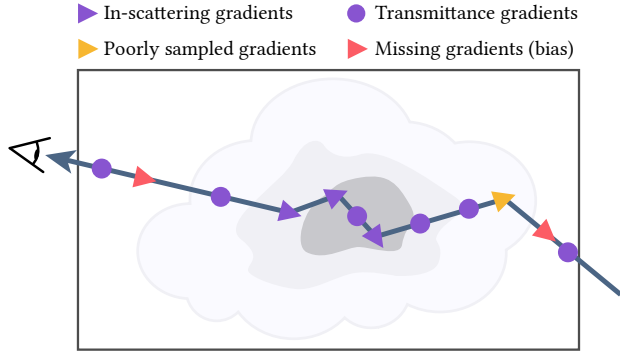 In-scattering gradients
Transmittance gradients
Poorly sampled gradients
Missing gradients (bias)